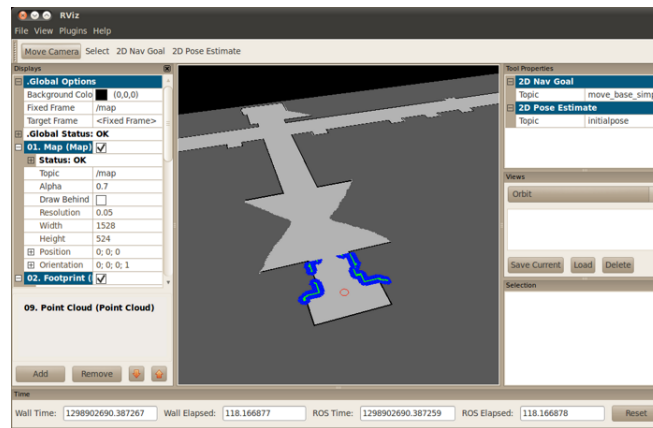 RViz
File View Plugins Help
Move Camera Select 2D Nav Goal 2D Pose Estimate
Displays
.Global Options
Background Colo (0,0,0)
Fixed Frame /map
Target Frame <Fixed Frame>
.Global Status: OK
01. Map (Map)
Status: OK
Topic /map
Alpha 0.7
Draw Behind
Resolution 0.05
Width 1528
Height 524
Position 0; 0; 0
Orientation 0; 0; 0; 1
02. Footprint (
09. Point Cloud (Point Cloud)
Add Remove
Tool Properties
2D Nav Goal
Topic move_base_simp
2D Pose Estimate
Topic initialpose
Views
Orbit
Save Current Load Delete
Selection
Time
Wall Time: 1298902690.387267 Wall Elapsed: 118.166877 ROS Time: 1298902690.387259 ROS Elapsed: 118.166878 Reset